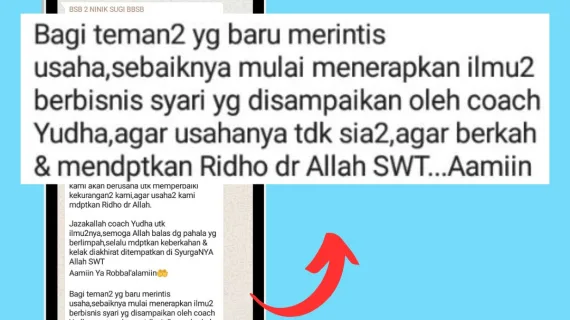 BSB 2 NINIK SUGI BBSB
Bagi teman2 yg baru merintis
usaha,sebaiknya mulai menerapkan ilmu2
berbisnis syari yg disampaikan oleh coach
Yudha,agar usahanya tdk sia2,agar berkah
& mendptkan Ridho dr Allah SWT...Aamiin
kami akan berusaha utk memperbaiki
kekurangan2 kami,agar usaha2 kami
mdptkan Ridho dr Allah.
Jazakallah coach Yudha utk
ilmu2nya,semoga Allah balas dg pahala yg
berlimpah,selalu mdptkan keberkahan &
kelak diakhirat ditempatkan di SyurgaNYA
Allah SWT
Aamiin Ya Robbal'alamiin🤲
Bagi teman2 yg baru merintis
usaha,sebaiknya mulai menerapkan ilmu2
berbisnis syari yg disampaikan oleh coach